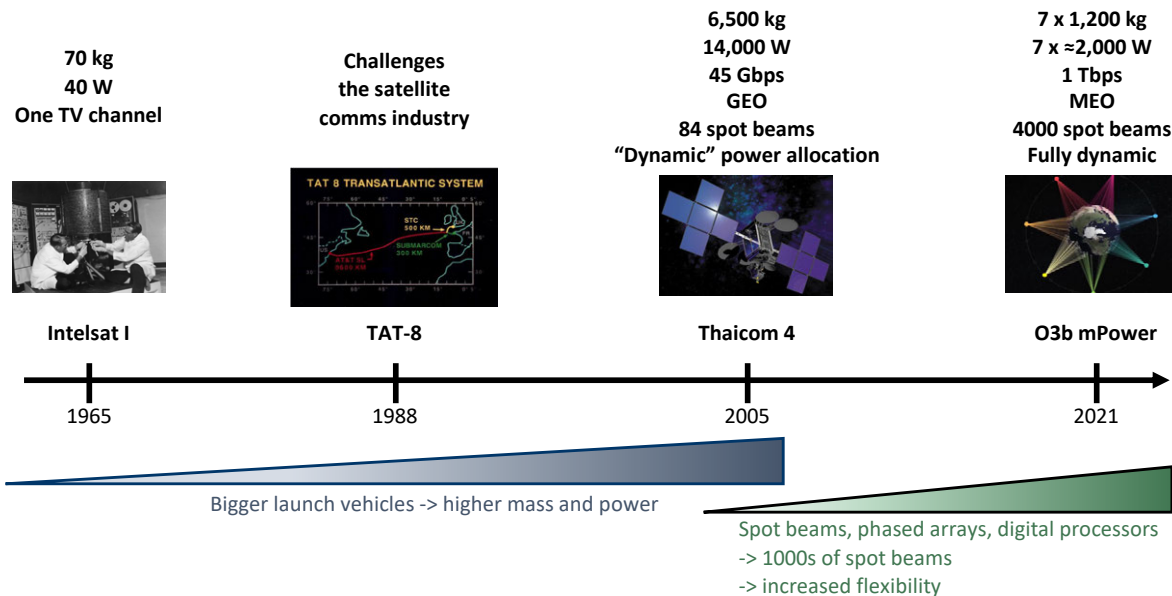 70 kg
40 W
One TV channel
Intelsat I
1965
Challenges
the satellite
comms industry
TAT 8 TRANSATLANTIC SYSTEM
STC
500 KM
SUBMANCOM
300 KM
TAT-8
1988
6,500 kg
14,000 W
45 Gbps
GEO
84 spot beams
“Dynamic” power allocation
Thaicom 4
2005
7 x 1,200 kg
7 x ≈2,000 W
1 Tbps
MEO
4000 spot beams
Fully dynamic
O3b mPower
2021
Bigger launch vehicles -> higher mass and power
Spot beams, phased arrays, digital processors
-> 1000s of spot beams
-> increased flexibility